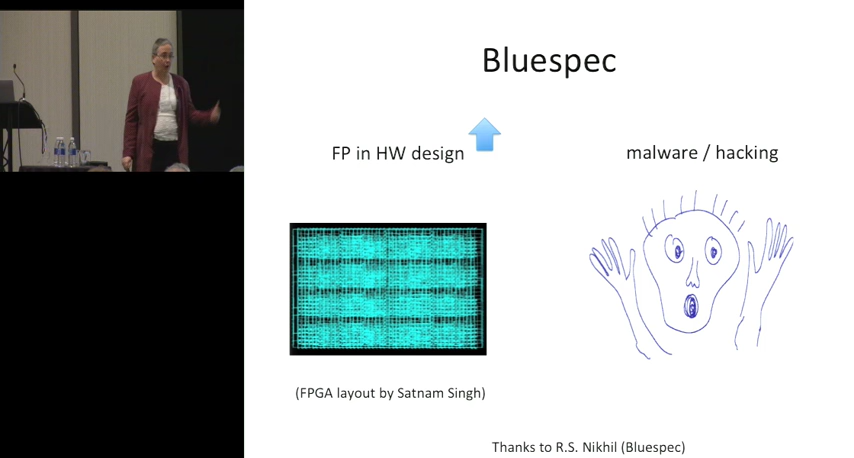 Bluespec
FP in HW design
malware / hacking
(FPGA layout by Satnam Singh)
Thanks to R.S. Nikhil (Bluespec)